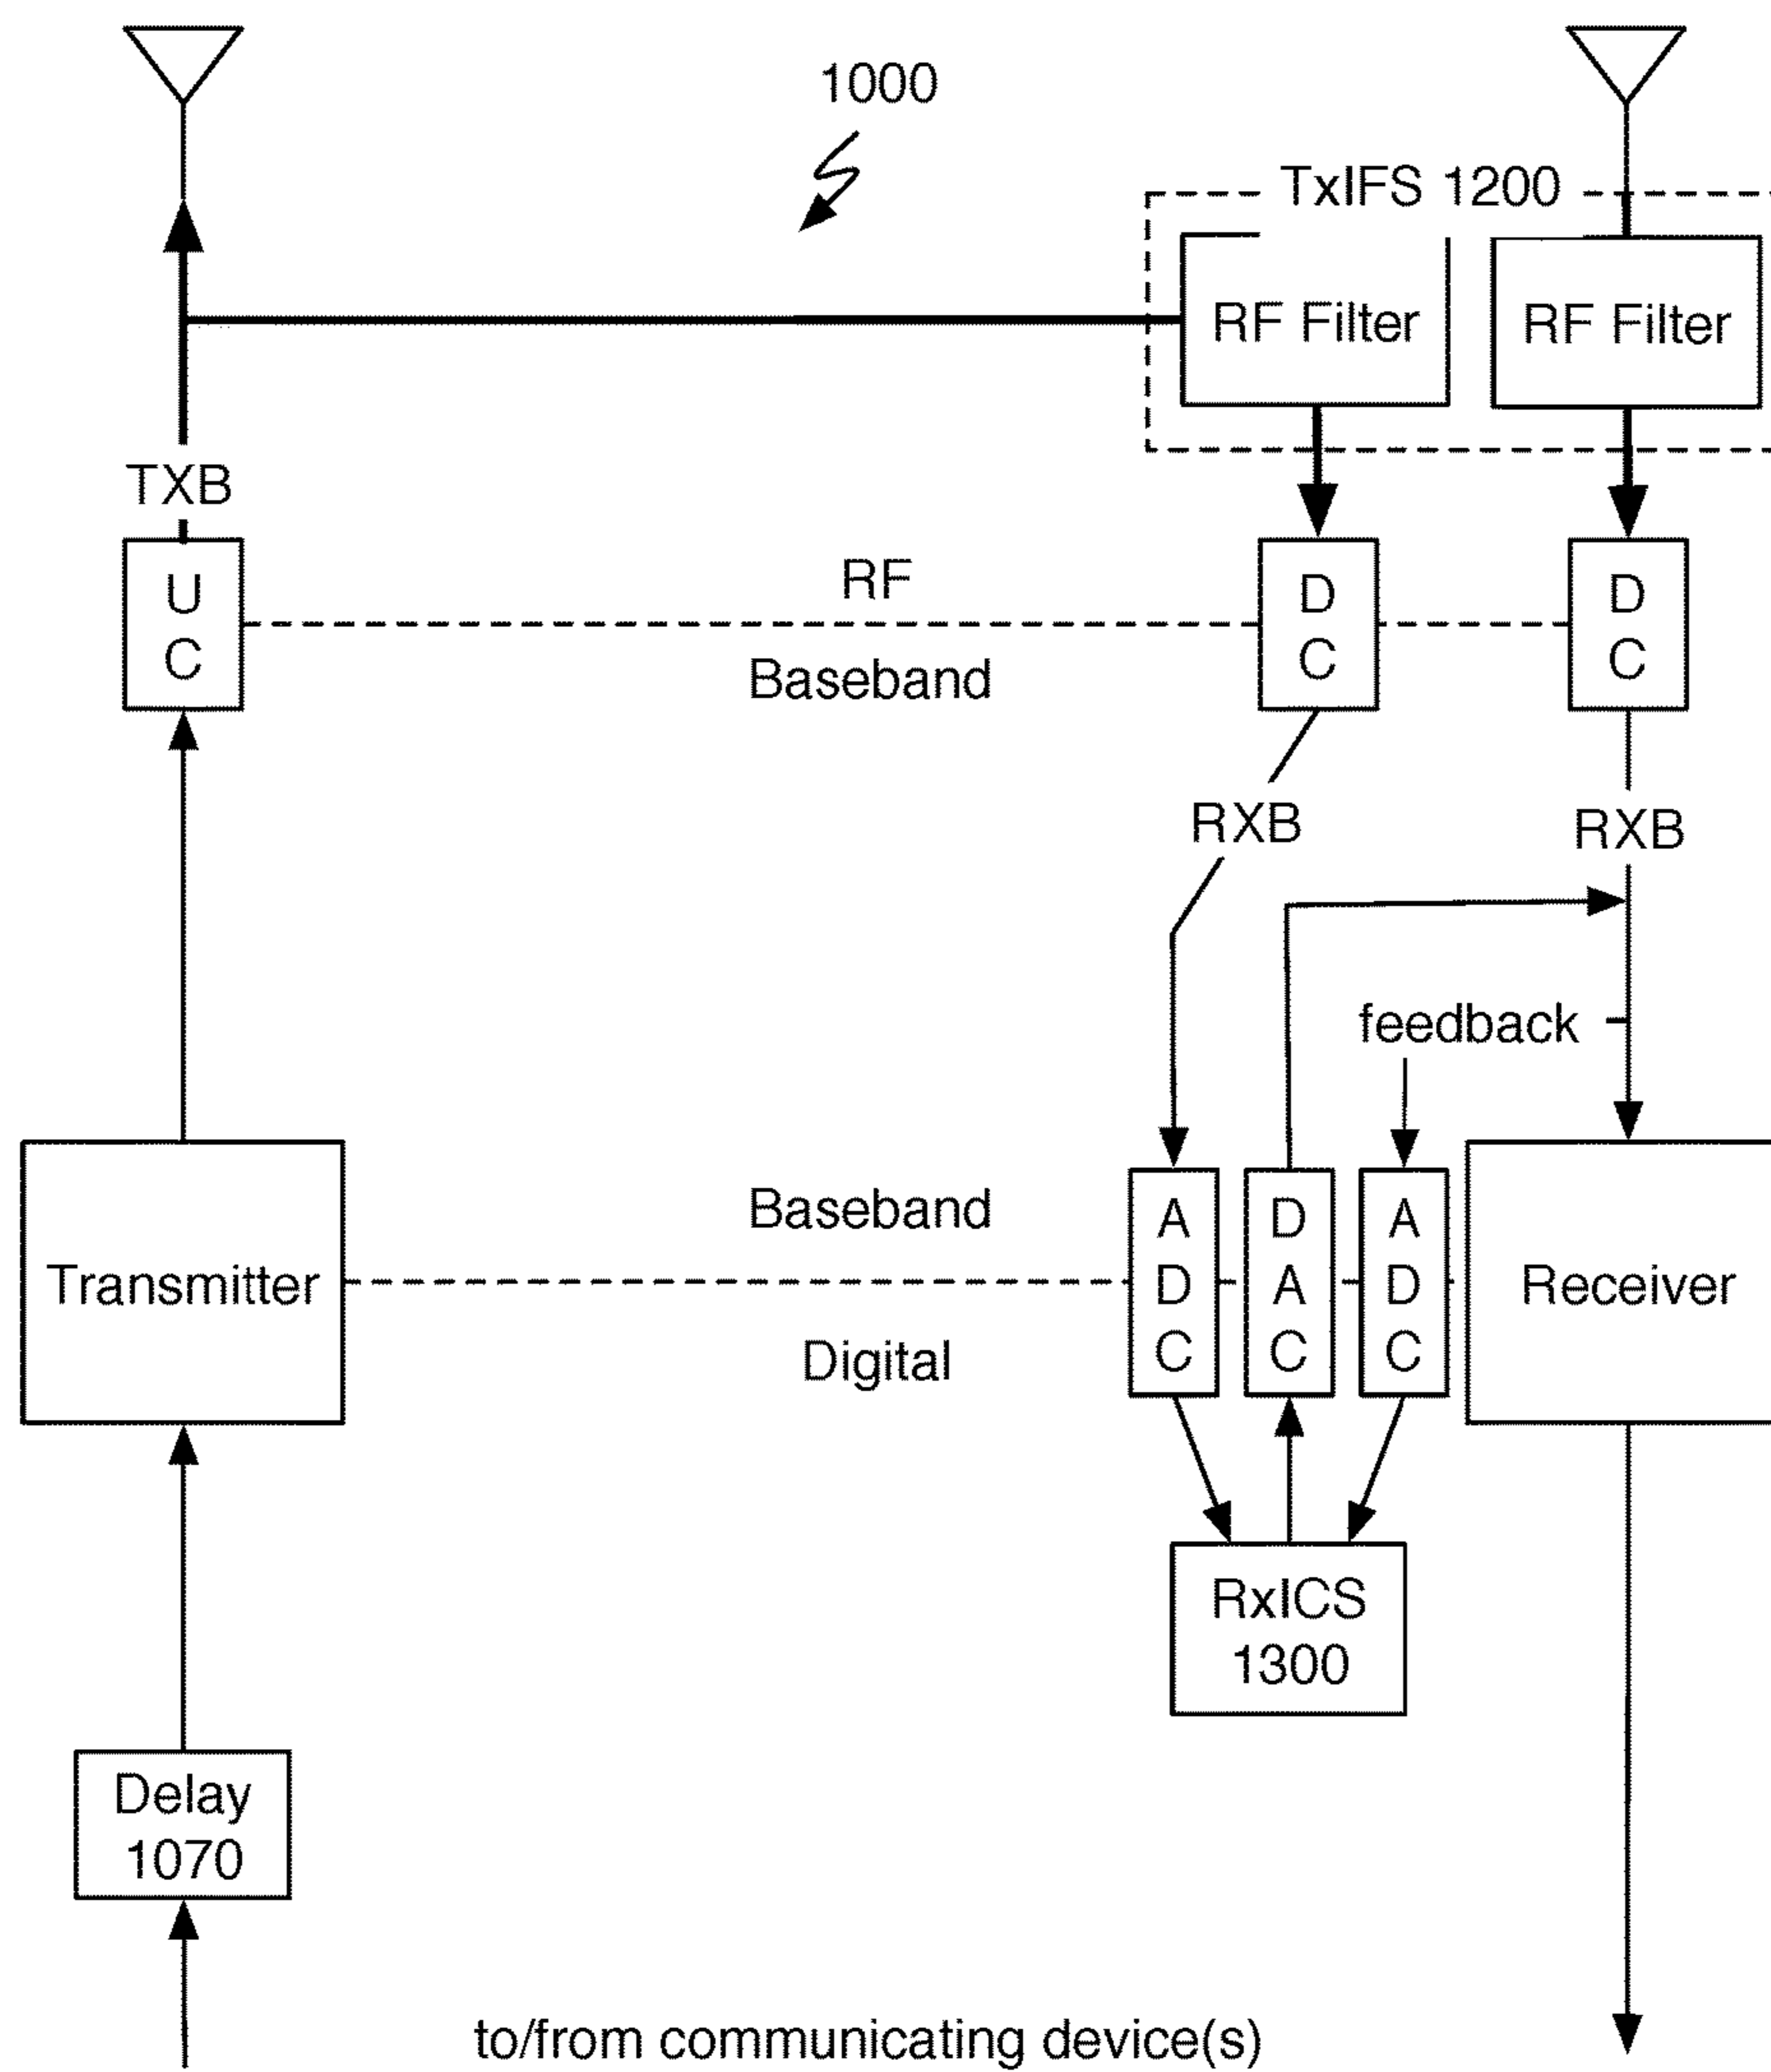 1000
TxIFS 1200
RF Filter
RF Filter
TXB
U
C
RF
Baseband
D
C
D
C
RXB
RXB
feedback
Transmitter
Baseband
Digital
A
D
C
D
A
C
A
D
C
Receiver
RxICS
1300
Delay
1070
to/from communicating device(s)